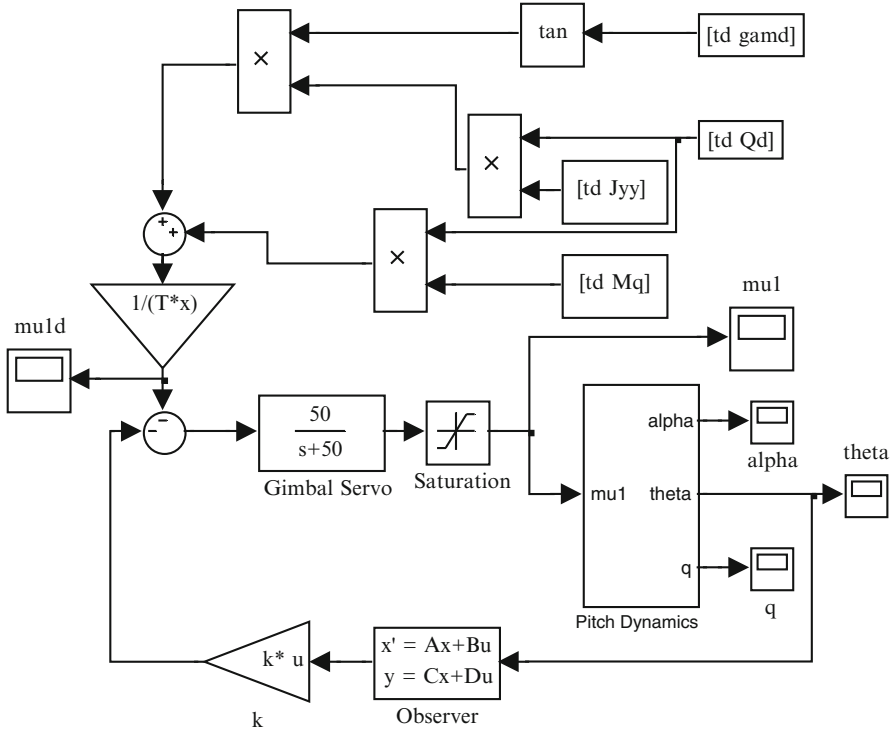 tan
[td gamd]
×
[td Qd]
×
[td Jyy]
+
+
×
[td Mq]
1/(T*x)
mu1
mu1d
−
−
50
s+50
Gimbal Servo
Saturation
mu1
alpha
theta
q
Pitch Dynamics
alpha
theta
q
k* u
k
x' = Ax+Bu
y = Cx+Du
Observer